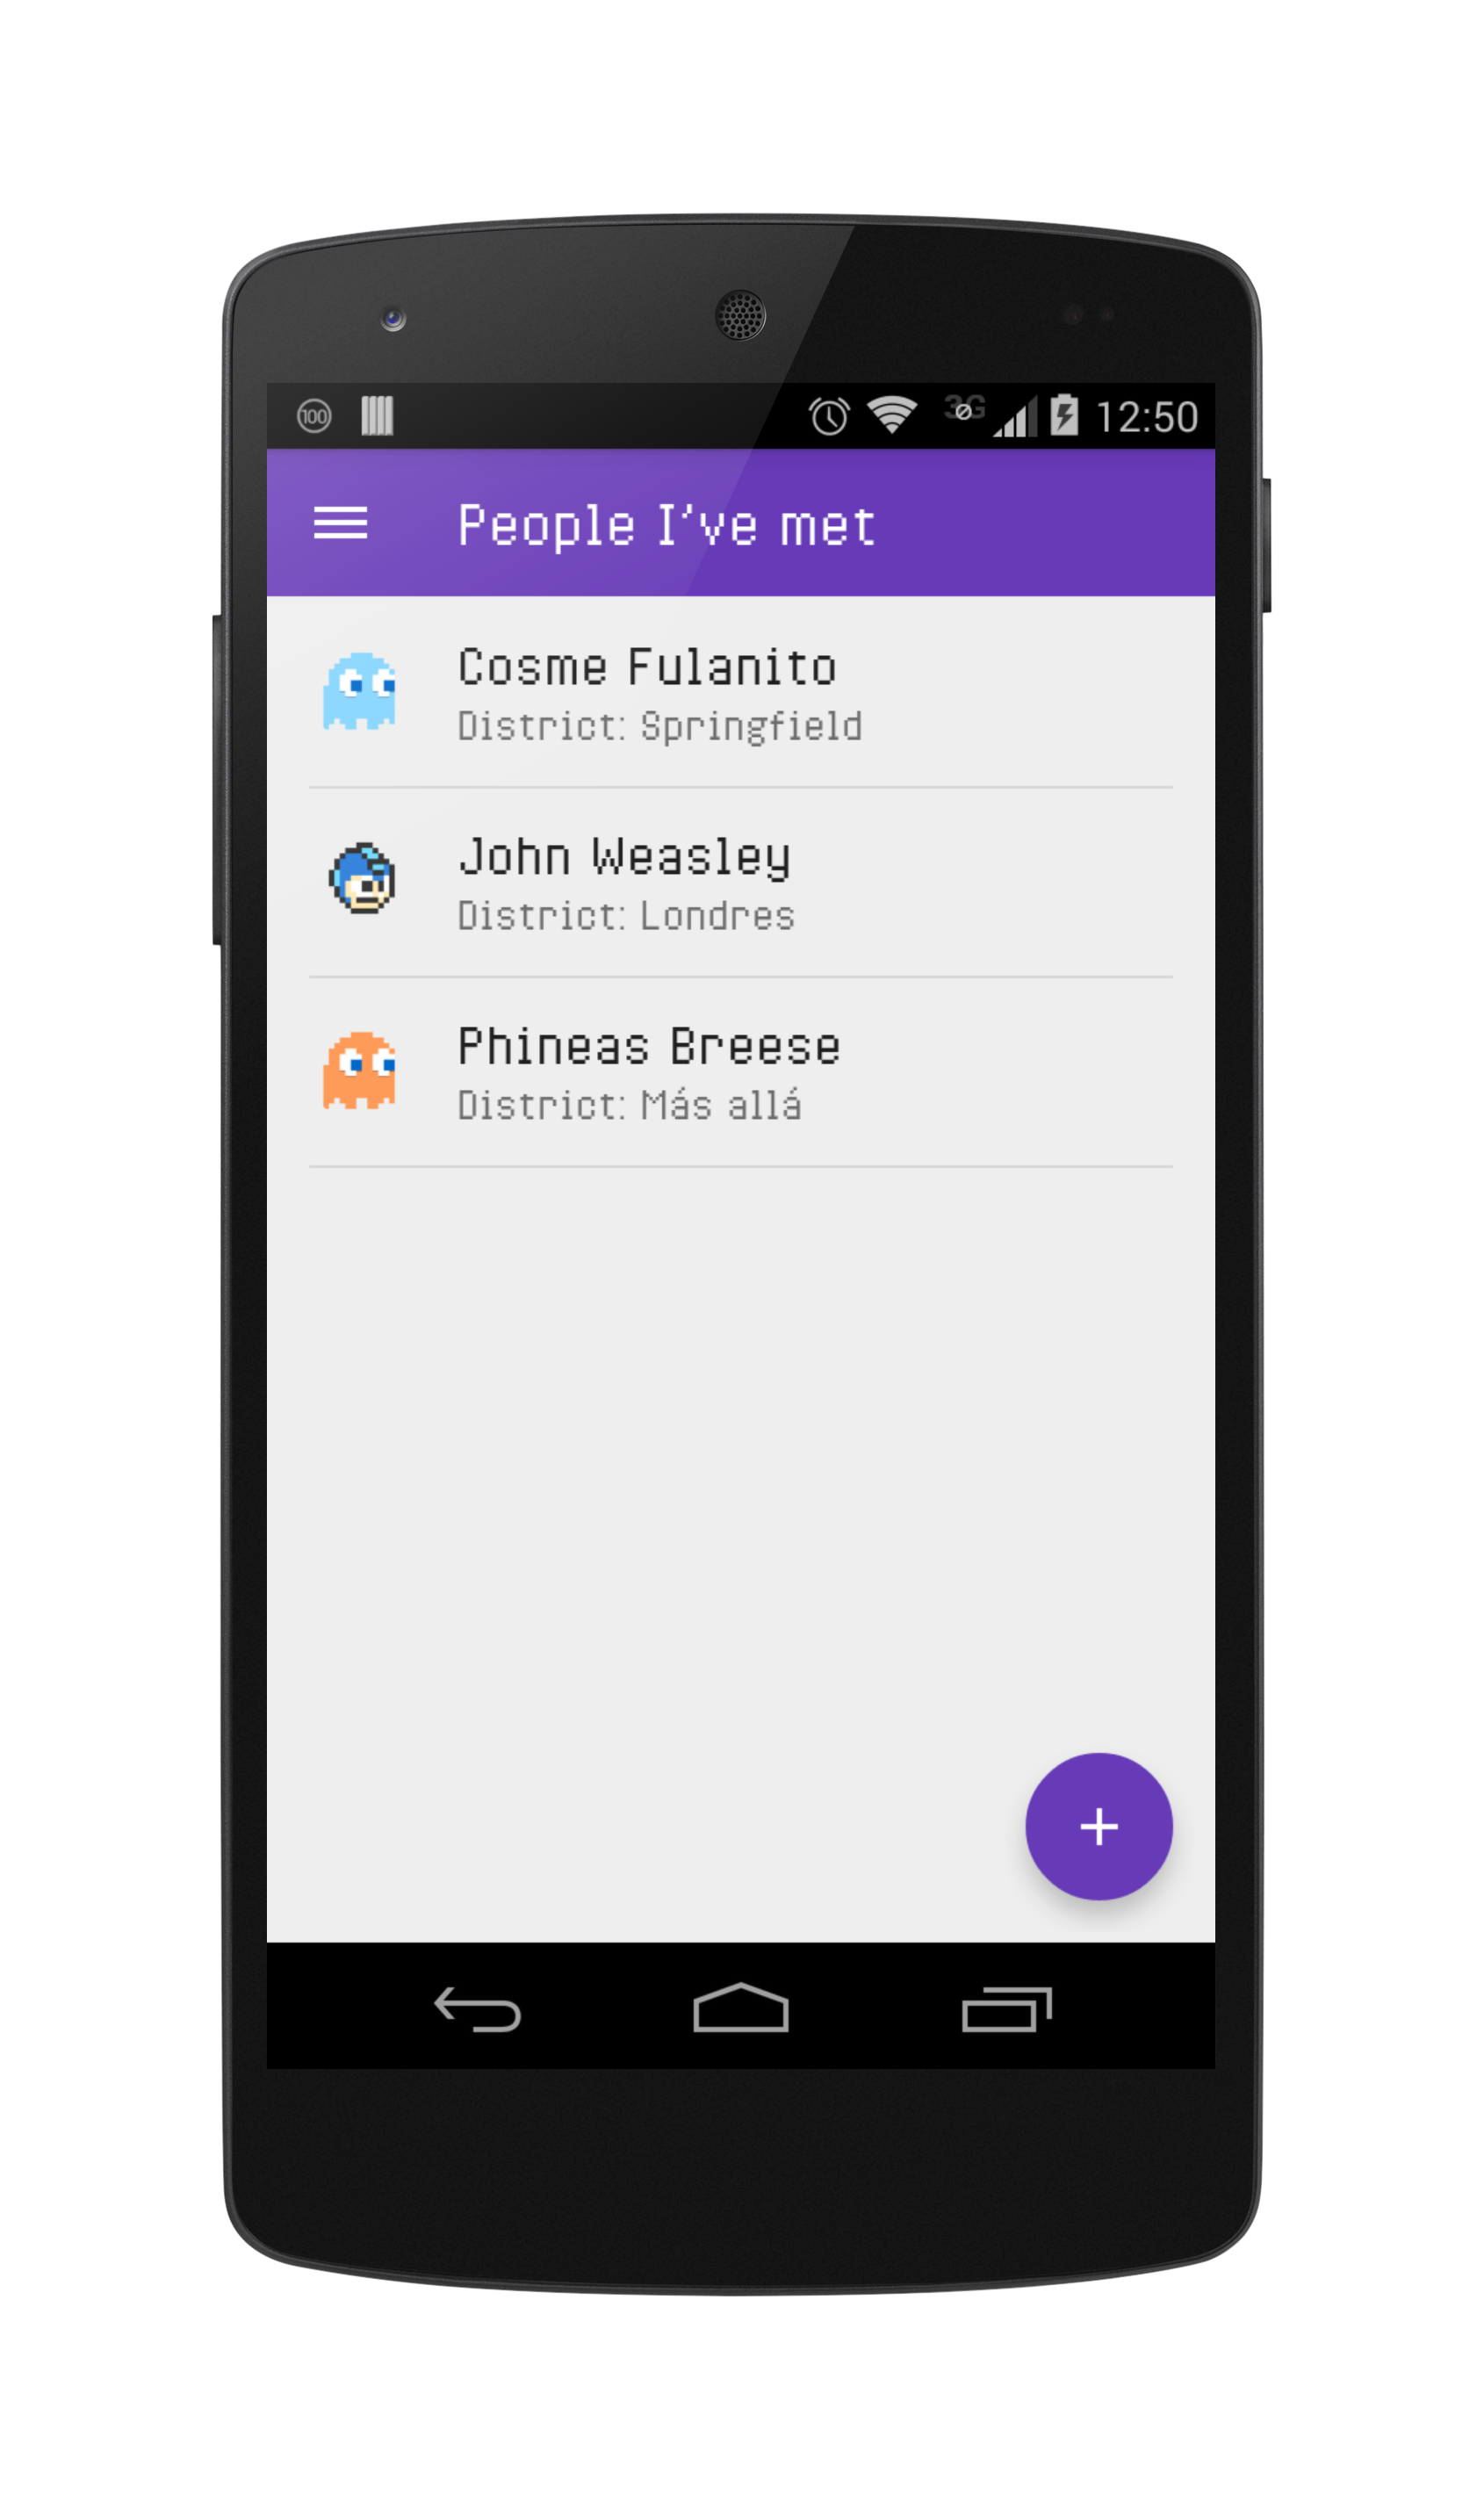 100
3G
12:50
People I've met
Cosme Fulanito
District: Springfield
John Weasley
District: Londres
Phineas Breese
District: Más allá